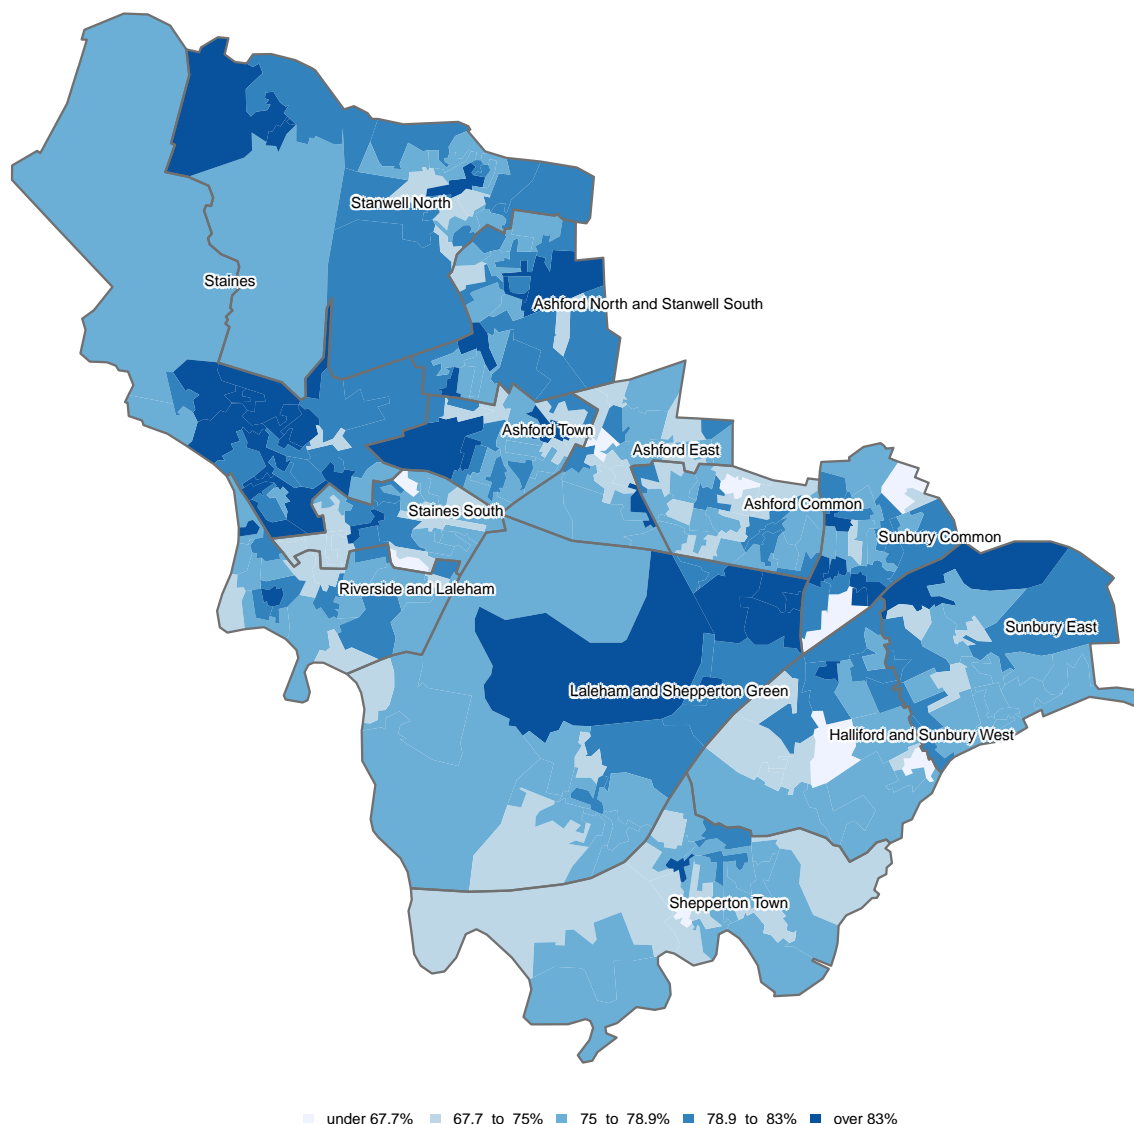 Stanwell North
Staines
Ashford North and Stanwell South
Ashford Town
Ashford East
Ashford Common
Staines South
Sunbury Common
Riverside and Laleham
Sunbury East
Laleham and Shepperton Green
Halliford and Sunbury West
Shepperton Town
under 67.7% 67.7 to 75% 75 to 78.9% 78.9 to 83% over 83%